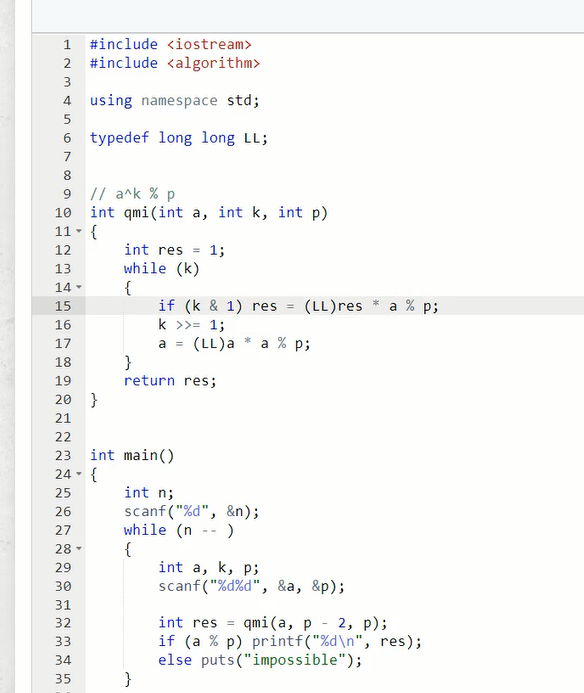 1 #include <iostream>
2 #include <algorithm>
3
4 using namespace std;
5
6 typedef long long LL;
7
8
9 // a^k % p
10 int qmi(int a, int k, int p)
11 {
12     int res = 1;
13     while (k)
14     {
15         if (k & 1) res = (LL)res * a % p;
16         k >>= 1;
17         a = (LL)a * a % p;
18     }
19     return res;
20 }
21
22
23 int main()
24 {
25     int n;
26     scanf("%d", &n);
27     while (n -- )
28     {
29         int a, k, p;
30         scanf("%d%d", &a, &p);
31
32         int res = qmi(a, p - 2, p);
33         if (a % p) printf("%d\n", res);
34         else puts("impossible");
35     }